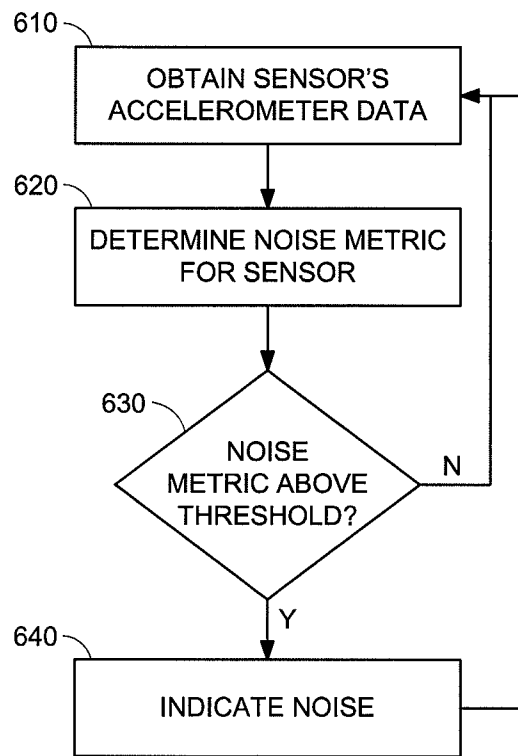 610
OBTAIN SENSOR'S
ACCELEROMETER DATA
620
DETERMINE NOISE METRIC
FOR SENSOR
630
NOISE
METRIC ABOVE
THRESHOLD?
N
Y
640
INDICATE NOISE